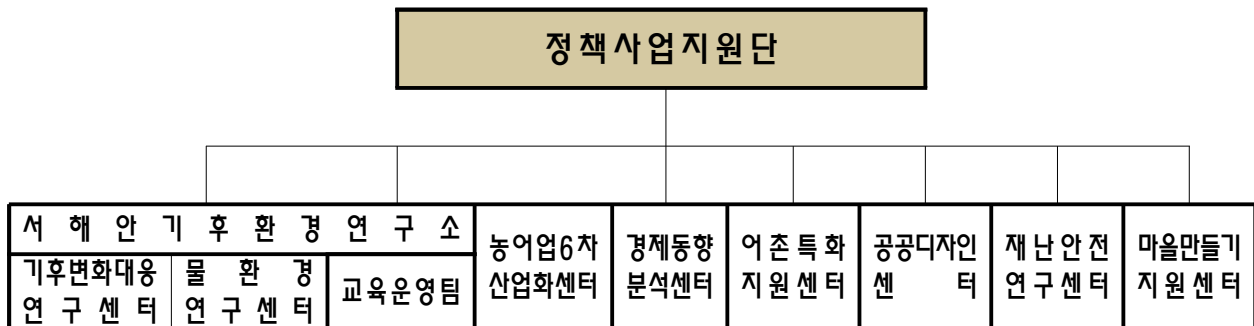 정책사업지원단
서해안기후환경연구소
기후변화대응
연구센터
물환경
연구센터
교육운영팀
농어업6차
산업화센터
경제동향
분석센터
어촌특화
지원센터
공공디자인
센터
재난안전
연구센터
마을만들기
지원센터